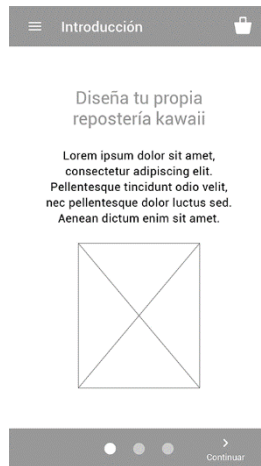 Introducción
Diseña tu propia
repostería kawaii
Lorem ipsum dolor sit amet,
consectetur adipiscing elit.
Pellentesque tincidunt odio velit,
nec pellentesque dolor luctus sed.
Aenean dictum enim sit amet.
Continuar